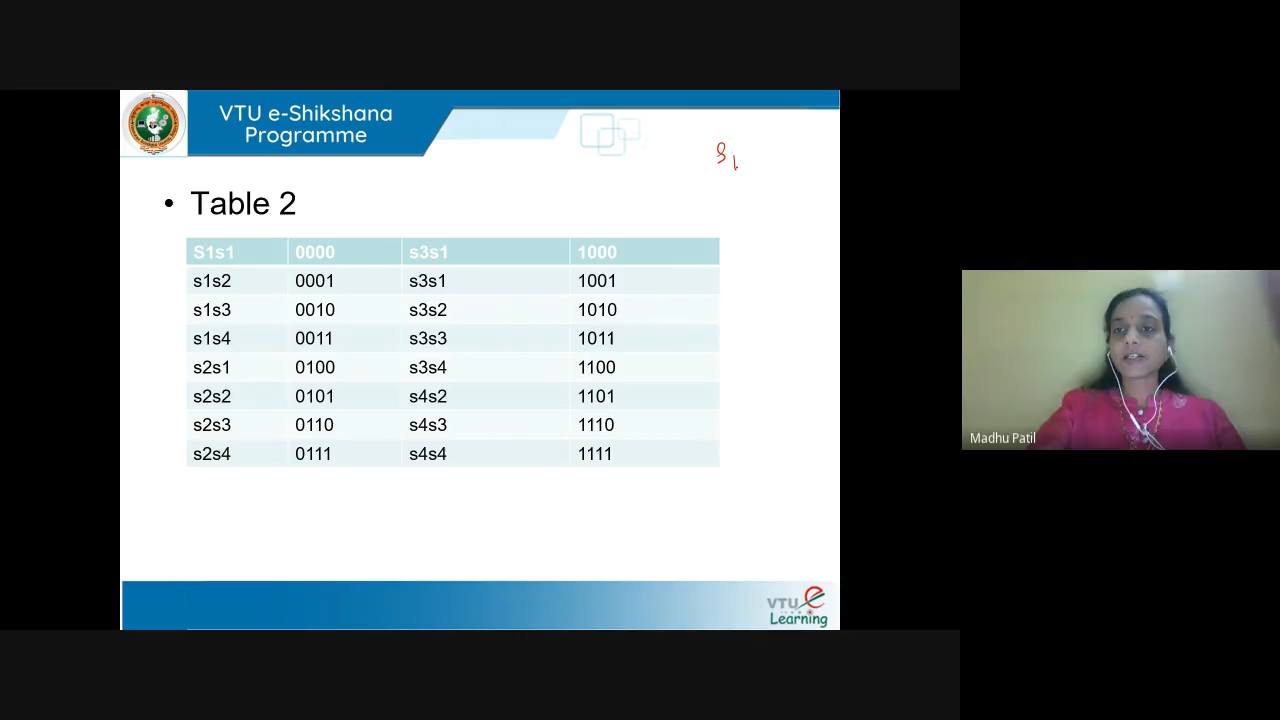 VTU e-Shikshana
Programme
S1
• Table 2
S1s1 0000 s3s1 1000
s1s2 0001 s3s1 1001
s1s3 0010 s3s2 1010
s1s4 0011 s3s3 1011
s2s1 0100 s3s4 1100
s2s2 0101 s4s2 1101
s2s3 0110 s4s3 1110
s2s4 0111 s4s4 1111
Madhu Patil
VTU e
Learning